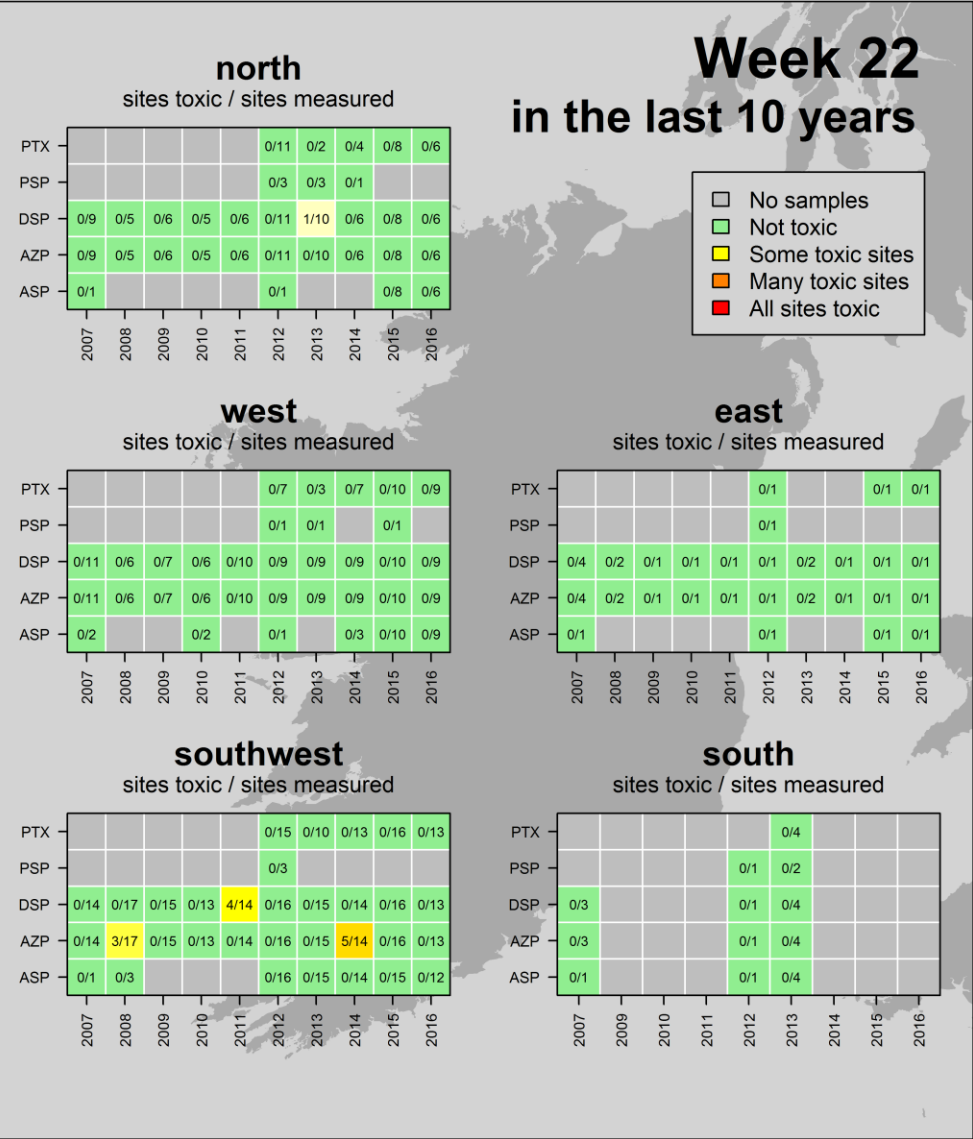 Week 22
in the last 10 years
No samples
Not toxic
Some toxic sites
Many toxic sites
All sites toxic
north
sites toxic / sites measured
PTX 0/11 0/2 0/4 0/8 0/6
PSP 0/3 0/3 0/1
DSP 0/9 0/5 0/6 0/5 0/6 0/11 1/10 0/6 0/8 0/6
AZP 0/9 0/5 0/6 0/5 0/6 0/11 0/10 0/6 0/8 0/6
ASP 0/1 0/1 0/8 0/6
2007 2008 2009 2010 2011 2012 2013 2014 2015 2016
west
sites toxic / sites measured
PTX 0/7 0/3 0/7 0/10 0/9
PSP 0/1 0/1 0/1
DSP 0/11 0/6 0/7 0/6 0/10 0/9 0/9 0/9 0/10 0/9
AZP 0/11 0/6 0/7 0/6 0/10 0/9 0/9 0/9 0/10 0/9
ASP 0/2 0/2 0/1 0/3 0/10 0/9
2007 2008 2009 2010 2011 2012 2013 2014 2015 2016
east
sites toxic / sites measured
PTX 0/1 0/1 0/1
PSP 0/1
DSP 0/4 0/2 0/1 0/1 0/1 0/1 0/2 0/1 0/1 0/1
AZP 0/4 0/2 0/1 0/1 0/1 0/1 0/2 0/1 0/1 0/1
ASP 0/1 0/1 0/1 0/1
2007 2008 2009 2010 2011 2012 2013 2014 2015 2016
southwest
sites toxic / sites measured
PTX 0/15 0/10 0/13 0/16 0/13
PSP 0/3
DSP 0/14 0/17 0/15 0/13 4/14 0/16 0/15 0/14 0/16 0/13
AZP 0/14 3/17 0/15 0/13 0/14 0/16 0/15 5/14 0/16 0/13
ASP 0/1 0/3 0/16 0/15 0/14 0/15 0/12
2007 2008 2009 2010 2011 2012 2013 2014 2015 2016
south
sites toxic / sites measured
PTX 0/4
PSP 0/1 0/2
DSP 0/3 0/1 0/4
AZP 0/3 0/1 0/4
ASP 0/1 0/1 0/4
2007 2009 2010 2011 2012 2013 2014 2015 2016